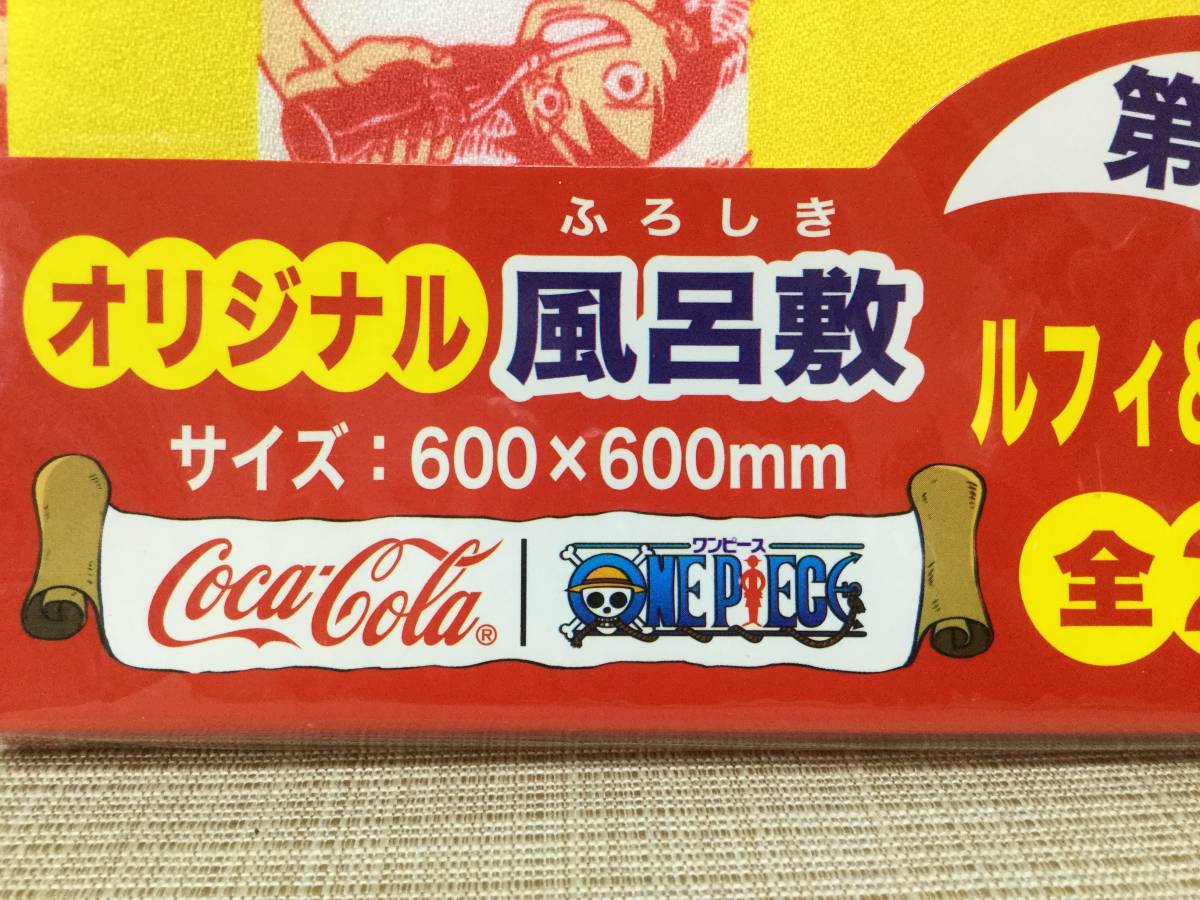 ふろしき
オリジナル 風呂敷
サイズ：600×600mm
Coca-Cola®
ワンピース
ONE PIECE
第
ルフィ&
全2